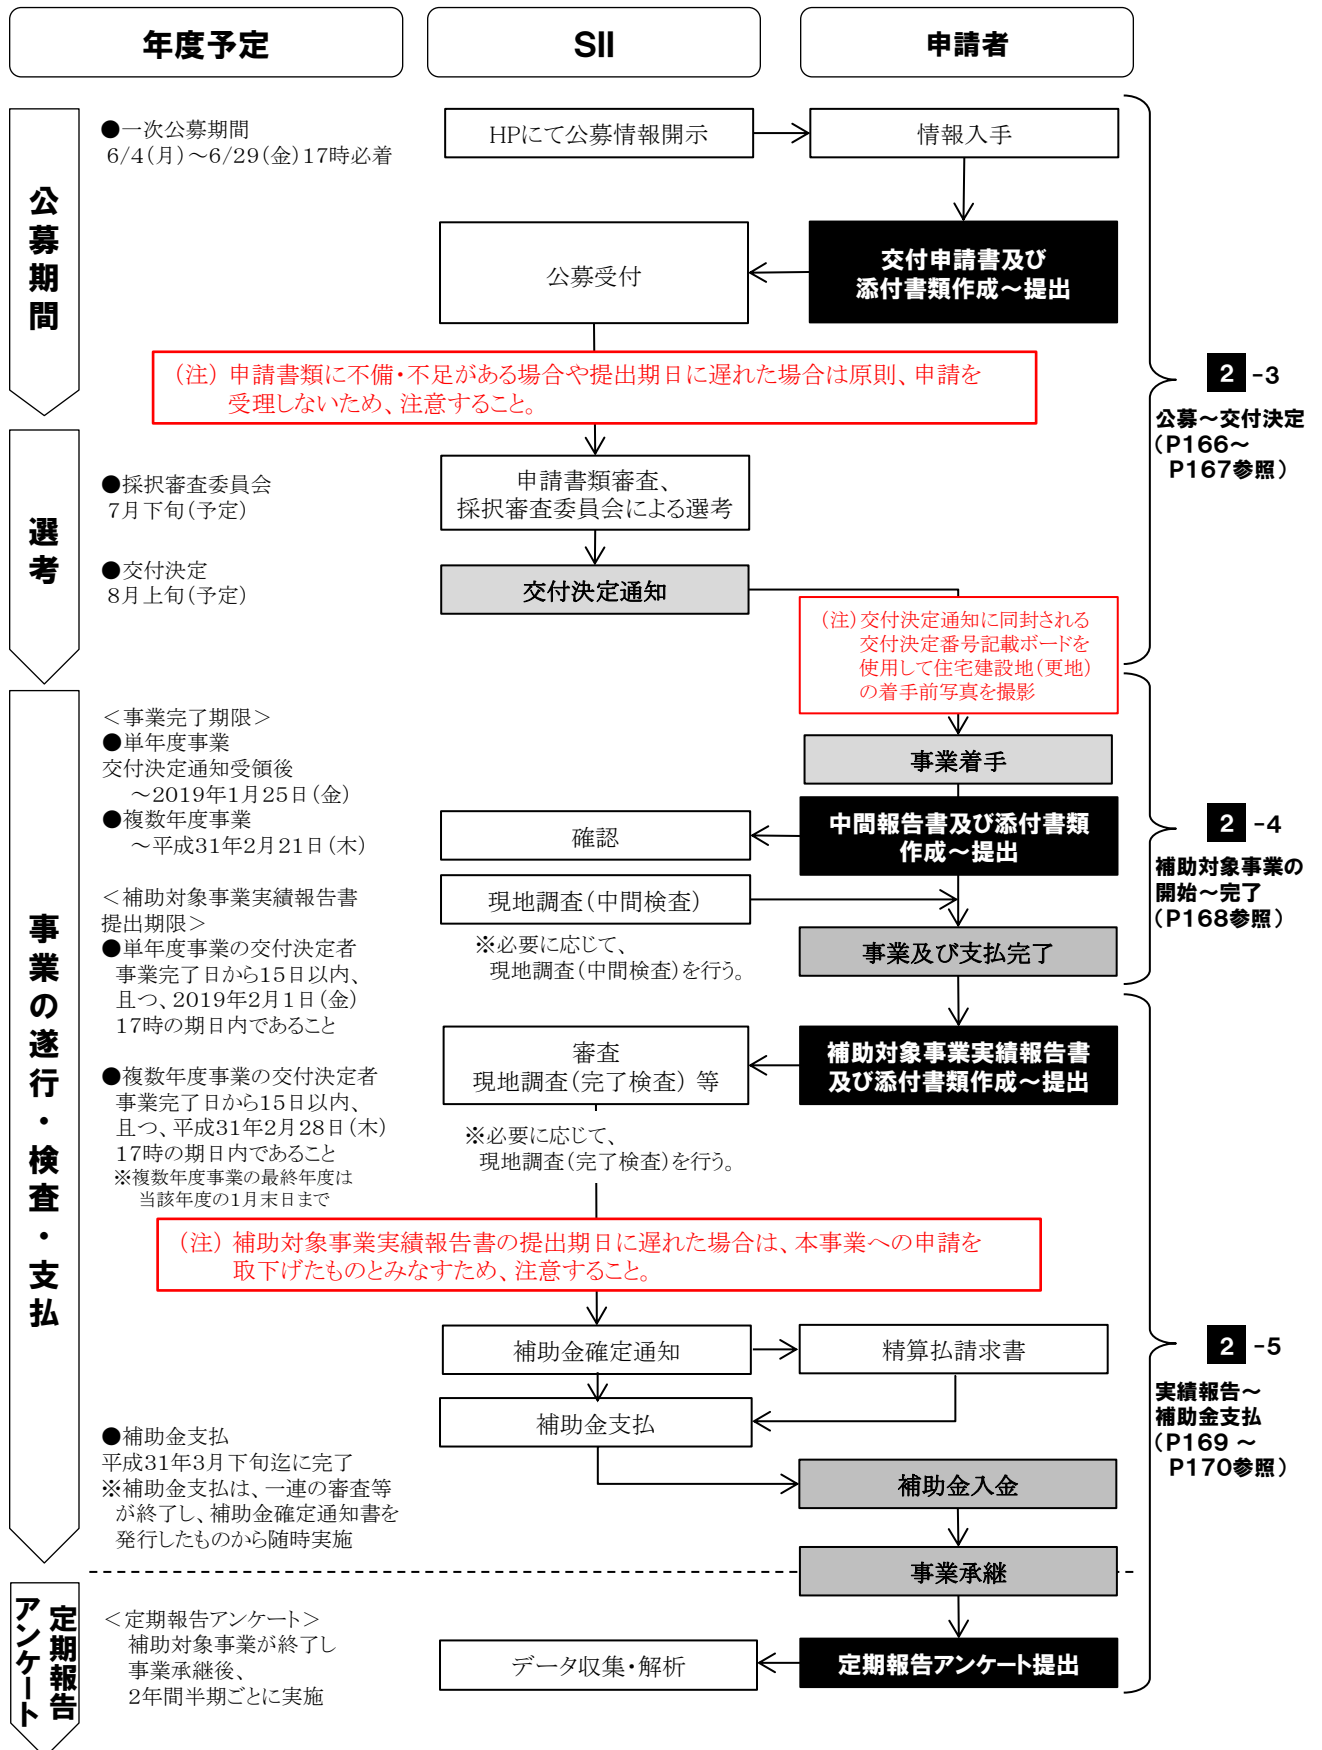 年度予定
SII
申請者
公募期間
●一次公募期間
6/4(月)～6/29(金)17時必着
HPにて公募情報開示
情報入手
公募受付
交付申請書及び
添付書類作成～提出
(注) 申請書類に不備・不足がある場合や提出期日に遅れた場合は原則、申請を
受理しないため、注意すること。
2 -3
公募～交付決定
(P166～
P167参照)
選考
●採択審査委員会
7月下旬(予定)
申請書類審査、
採択審査委員会による選考
●交付決定
8月上旬(予定)
交付決定通知
(注)交付決定通知に同封される
交付決定番号記載ボードを
使用して住宅建設地(更地)
の着手前写真を撮影
事業の遂行・検査・支払
＜事業完了期限＞
●単年度事業
交付決定通知受領後
～2019年1月25日(金)
●複数年度事業
～平成31年2月21日(木)
事業着手
確認
中間報告書及び添付書類
作成～提出
2 -4
補助対象事業の
開始～完了
(P168参照)
＜補助対象事業実績報告書
提出期限＞
●単年度事業の交付決定者
事業完了日から15日以内、
且つ、2019年2月1日(金)
17時の期日内であること
現地調査(中間検査)
※必要に応じて、
現地調査(中間検査)を行う。
事業及び支払完了
●複数年度事業の交付決定者
事業完了日から15日以内、
且つ、平成31年2月28日(木)
17時の期日内であること
※複数年度事業の最終年度は
当該年度の1月末日まで
審査
現地調査(完了検査) 等
補助対象事業実績報告書
及び添付書類作成～提出
※必要に応じて、
現地調査(完了検査)を行う。
(注) 補助対象事業実績報告書の提出期日に遅れた場合は、本事業への申請を
取下げたものとみなすため、注意すること。
補助金確定通知
精算払請求書
2 -5
実績報告～
補助金支払
(P169 ～
P170参照)
補助金支払
●補助金支払
平成31年3月下旬迄に完了
※補助金支払は、一連の審査等
が終了し、補助金確定通知書を
発行したものから随時実施
補助金入金
事業承継
定期報告
アンケート
＜定期報告アンケート＞
補助対象事業が終了し
事業承継後、
2年間半期ごとに実施
データ収集・解析
定期報告アンケート提出